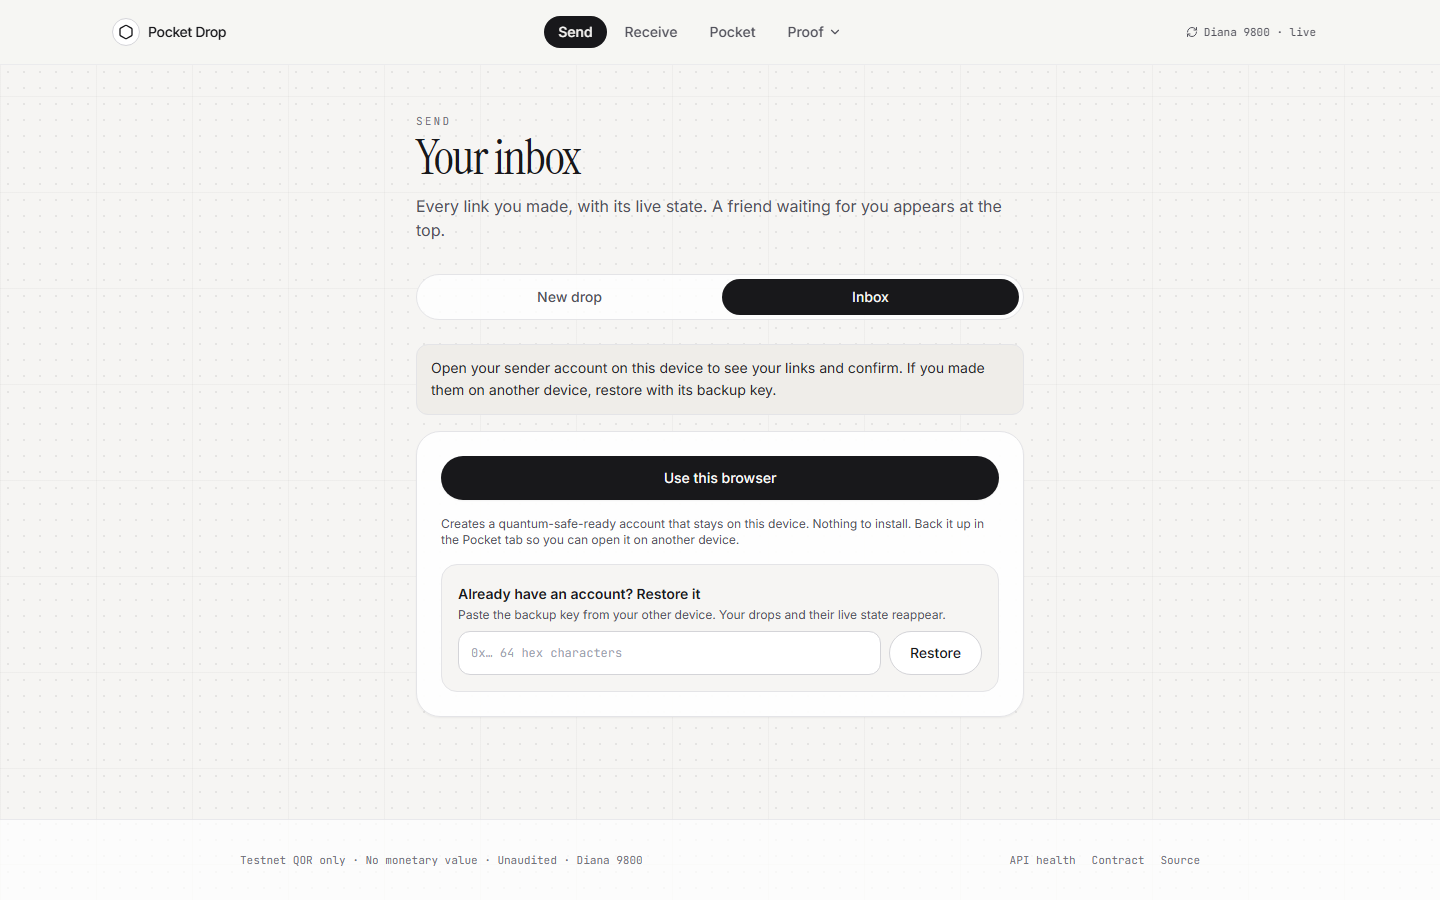 Pocket Drop
Send
Receive
Pocket
Proof
Diana 9800 · live
SEND
Your inbox
Every link you made, with its live state. A friend waiting for you appears at the
top.
New drop
Inbox
Open your sender account on this device to see your links and confirm. If you made
them on another device, restore with its backup key.
Use this browser
Creates a quantum-safe-ready account that stays on this device. Nothing to install. Back it up in
the Pocket tab so you can open it on another device.
Already have an account? Restore it
Paste the backup key from your other device. Your drops and their live state reappear.
0x… 64 hex characters
Restore
Testnet QOR only · No monetary value · Unaudited · Diana 9800
API health
Contract
Source